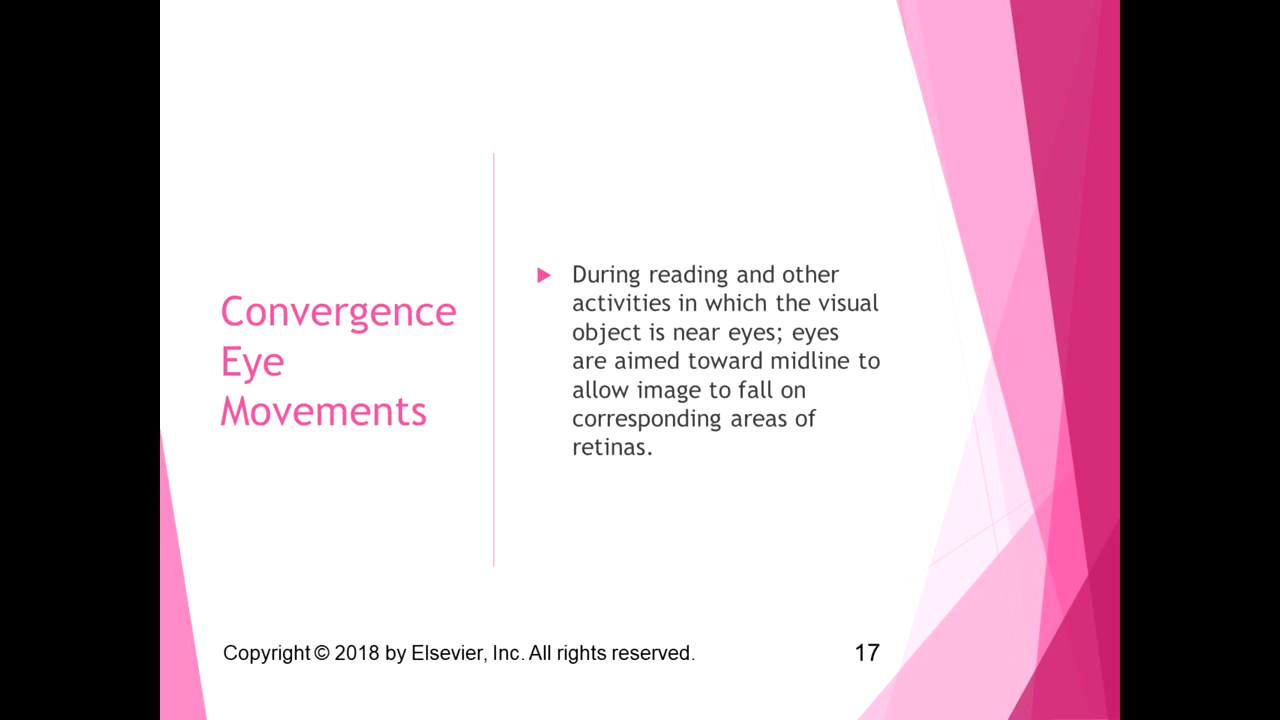 Convergence
Eye
Movements
During reading and other
activities in which the visual
object is near eyes; eyes
are aimed toward midline to
allow image to fall on
corresponding areas of
retinas.
Copyright © 2018 by Elsevier, Inc. All rights reserved.
17